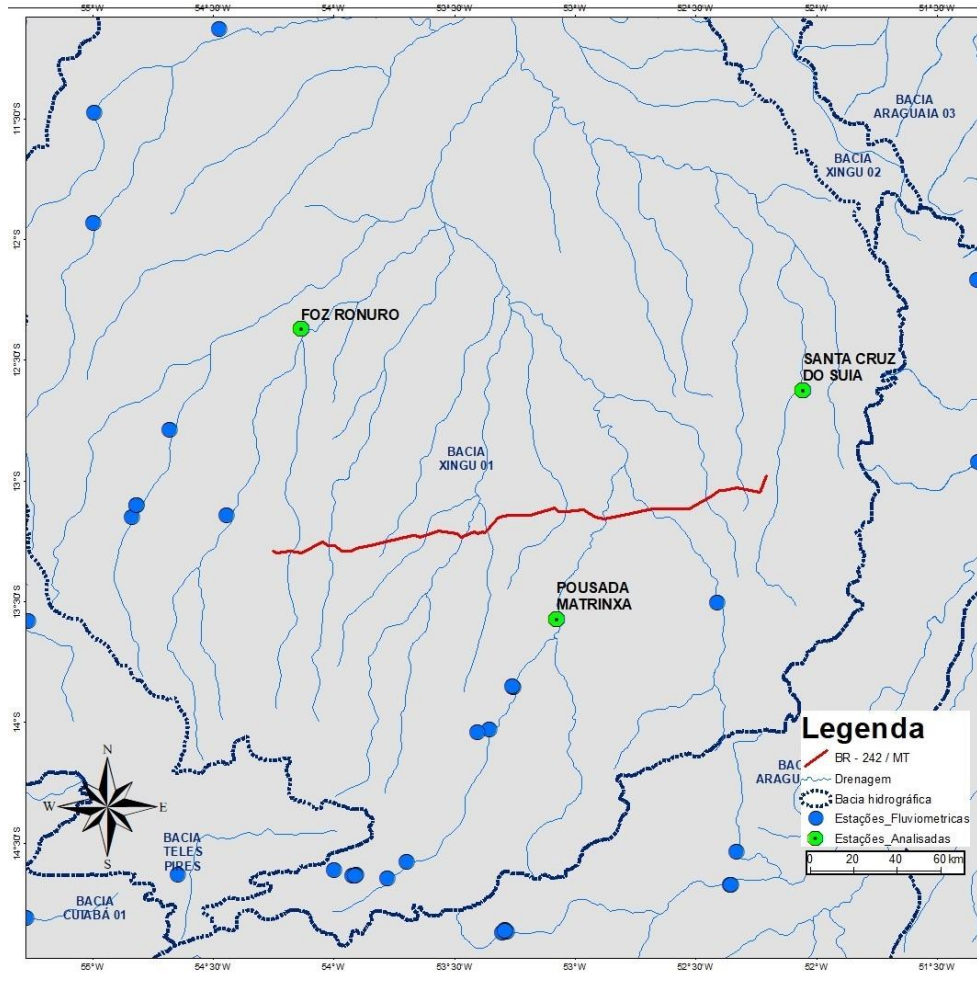 55°W 54°30'W 54°W 53°30'W 53°W 52°30'W 52°W 51°30'W
11°30'S
12°S
12°30'S
13°S
13°30'S
14°S
14°30'S
BACIA
ARAGUAIA 03
BACIA
XINGU 02
FOZ RONURO
SANTA CRUZ
DO SUIA
BACIA
XINGU 01
POUSADA
MATRINXA
BACIA
TELES
PIRES
BACIA
CUIABÁ 01
N
W E
S
BAC
ARAGU
Legenda
BR - 242 / MT
Drenagem
Bacia hidrográfica
Estações_Fluviometricas
Estações_Analisadas
0 20 40 60 km
55°W 54°30'W 54°W 53°30'W 53°W 52°30'W 52°W 51°30'W